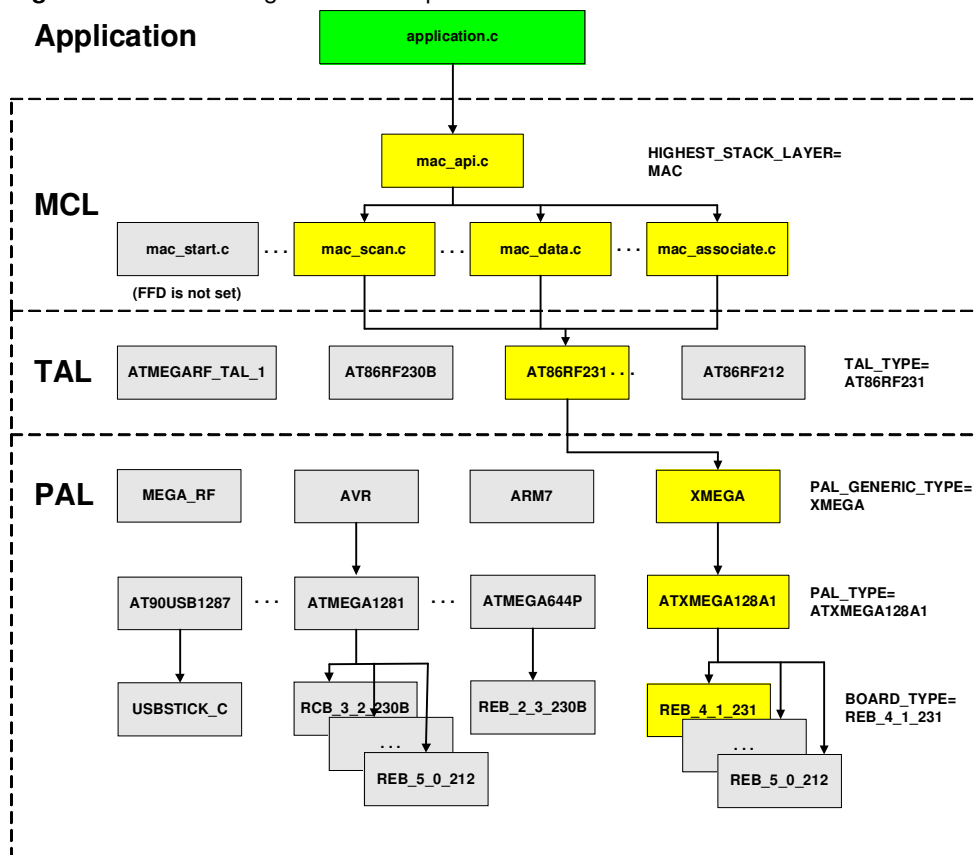 Application
application.c
MCL
mac_api.c
HIGHEST_STACK_LAYER=
MAC
mac_start.c
. . .
mac_scan.c
. . .
mac_data.c
. . .
mac_associate.c
(FFD is not set)
TAL
ATMEGARF_TAL_1
AT86RF230B
AT86RF231
. . .
AT86RF212
TAL_TYPE=
AT86RF231
PAL
MEGA_RF
AVR
ARM7
XMEGA
PAL_GENERIC_TYPE=
XMEGA
AT90USB1287
. . .
ATMEGA1281
. . .
ATMEGA644P
ATXMEGA128A1
PAL_TYPE=
ATXMEGA128A1
USBSTICK_C
RCB_3_2_230B
. . .
REB_5_0_212
REB_2_3_230B
REB_4_1_231
. . .
REB_5_0_212
BOARD_TYPE=
REB_4_1_231